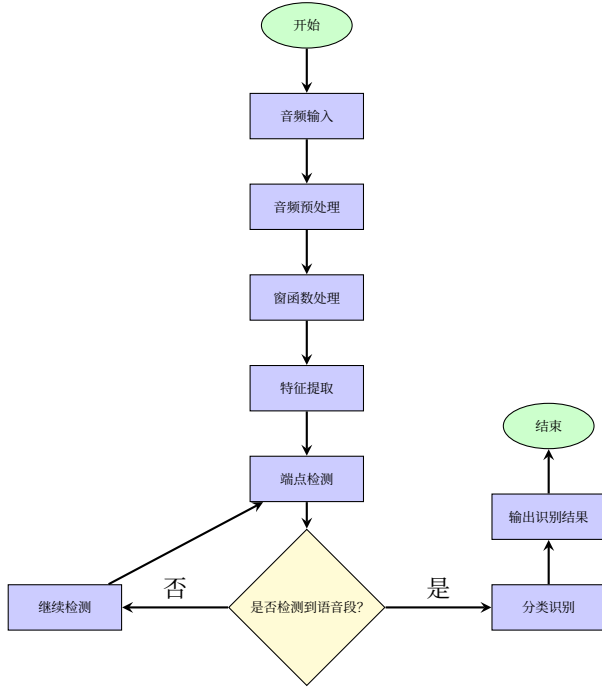 开始
音频输入
音频预处理
窗函数处理
特征提取
结束
端点检测
输出识别结果
否
是
继续检测
是否检测到语音段？
分类识别